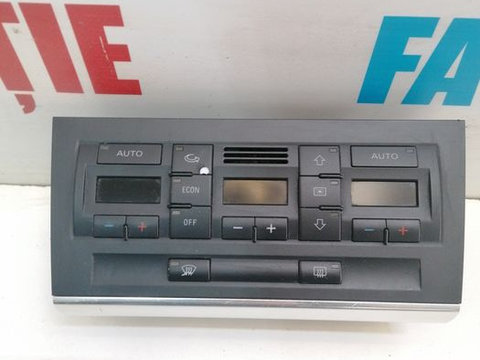 ȚIE
FA
AUTO
AUTO
ECON
OFF
− +
− +
− +